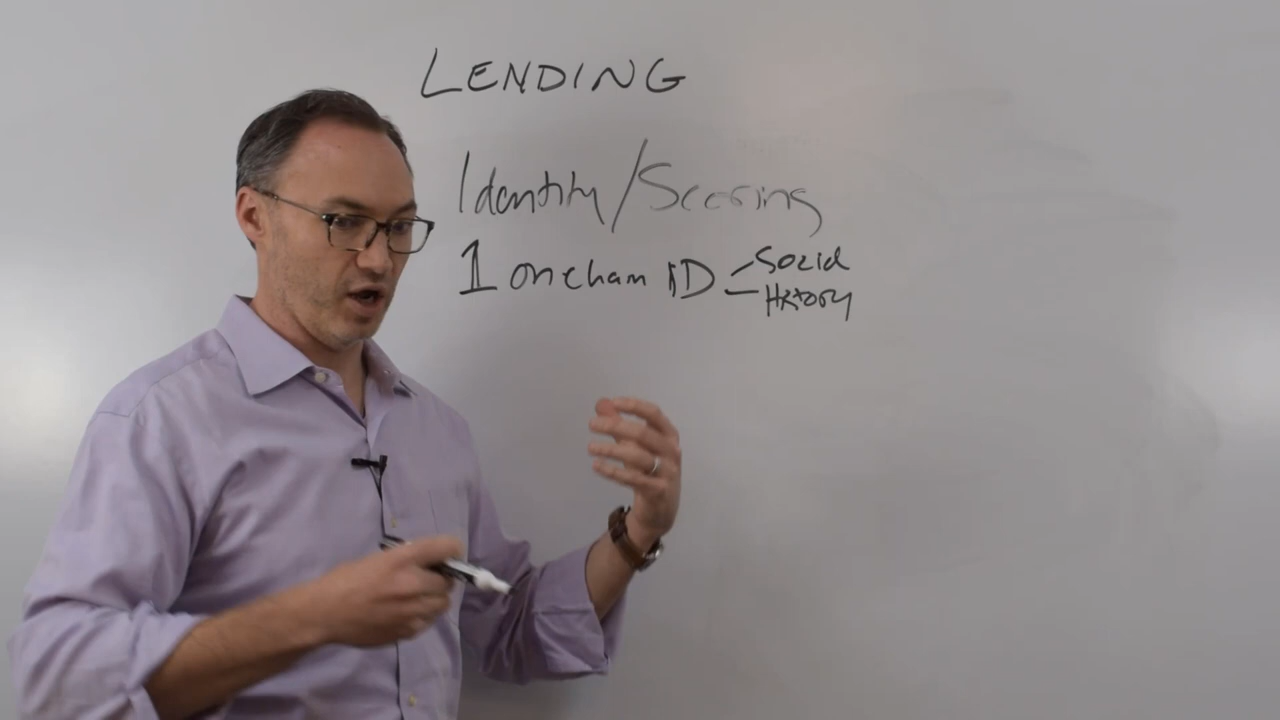 LENDING
Identity/Scoring
1 onchain ID - Social
- History